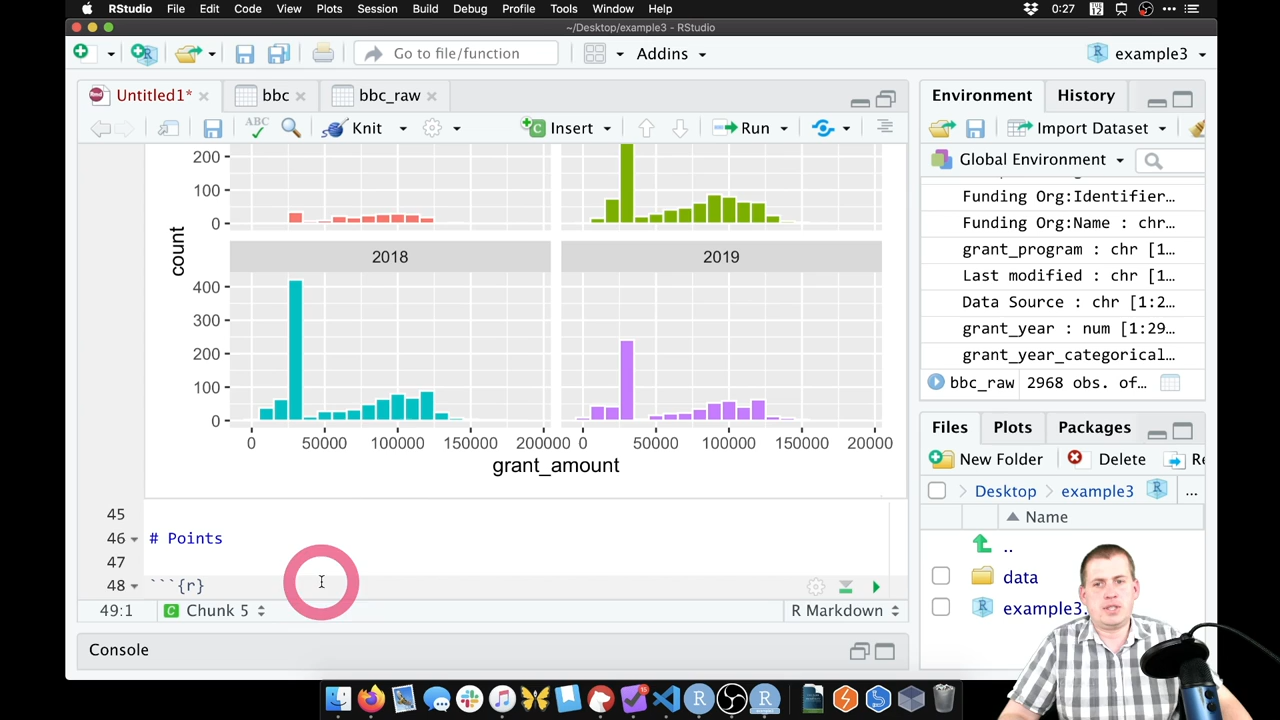 RStudio File Edit Code View Plots Session Build Debug Profile Tools Window Help 0:27 TUE 12
~/Desktop/example3 - RStudio
Go to file/function Addins example3
Untitled1* bbc bbc_raw
ABC Knit Insert Run
Environment History
Import Dataset
Global Environment
Funding Org:Identifier…
Funding Org:Name : chr…
grant_program : chr [1…
Last modified : chr [1…
Data Source : chr [1:2…
grant_year : num [1:29…
grant_year_categorical…
bbc_raw 2968 obs. of…
200
100
0
count
2018 2019
400
300
200
100
0
0 50000 100000 150000 200000 0 50000 100000 150000 20000
grant_amount
45
46 # Points
47
48 ```{r}
49:1 Chunk 5 R Markdown
Console
Files Plots Packages
New Folder Delete Re
Desktop example3 ...
Name
..
data
example3.